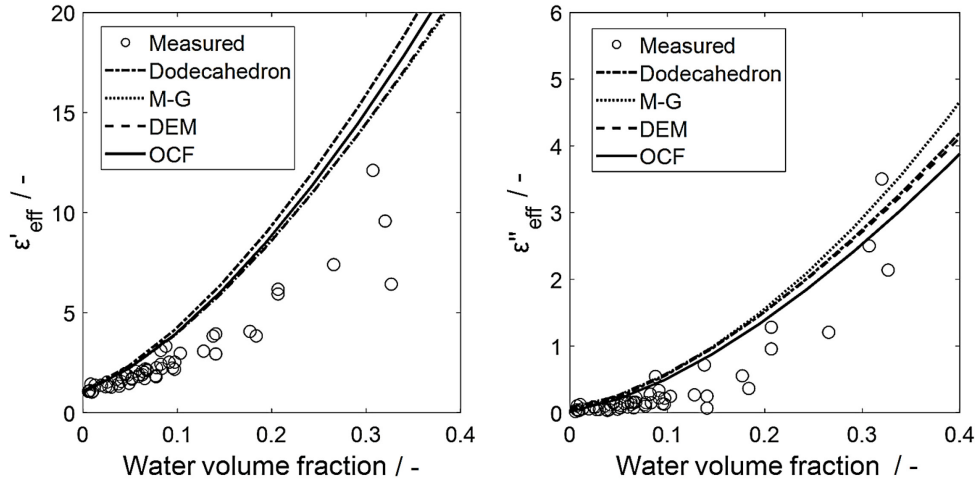 20
15
10
5
0
ε'eff / -
Measured
Dodecahedron
M-G
DEM
OCF
0
0.1
0.2
0.3
0.4
Water volume fraction / -
6
5
4
3
2
1
0
ε"eff / -
Measured
Dodecahedron
M-G
DEM
OCF
0
0.1
0.2
0.3
0.4
Water volume fraction / -